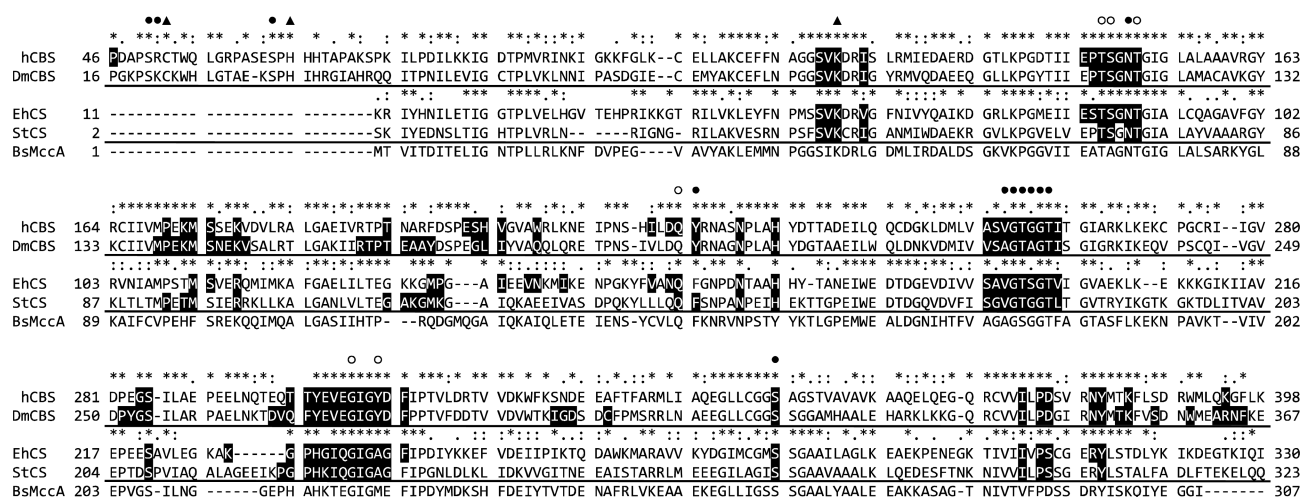 hCBS 46 PDAPSRCTWQ LGRPASESPH HHTAPAKSPK ILPDILKKIG DTPMVRINKI GKKFGLK--C ELLAKCEFFN AGGSVKDRIS LRMIEDAERD GTLKPGDTII EPTSGNTGIG LALAAAVRGY 163
DmCBS 16 PGKPSKCKWH LGTAE-KSPH IHRGIAHRQQ ITPNILEVIG CTPLVKLNNI PASDGIE--C EMYAKCEFLN PGGSVKDRIG YRMVQDAEEQ GLLKPGYTII EPTSGNTGIG LAMACAVKGY 132
EhCS 11 ---------- ---------- --------KR IYHNILETIG GTPLVELHGV TEHPRIKKGT RILVKLEYFN PMSSVKDRVG FNIVYQAIKD GRLKPGMEII ESTSGNTGIA LCQAGAVFGY 102
StCS 2 ---------- ---------- --------SK IYEDNSLTIG HTPLVRLN-- ---RIGNG-R ILAKVESRNP SFSVKCRIG ANMIWDAEKR GVLKPGVELV EPTSGNTGIA LAYVAAARGY 86
BsMccA 1 ---------- ---------- --------MT VITDITELIG NTPLLRLKNF DVPEG----V AVYAKLEMMN PGGSIKDRLG DMLIRDALDS GKVKPGGVII EATAGNTGIG LALSARKYGL 88
hCBS 164 RCIIVMPEKM SSEKVDVLRA LGAEIVRTPT NARFDSPESH VGVAWRLKNE IPNS-HILDQ YRNASNPLAH YDTTADEILQ QCDGKLDMLV ASVGTGGTIT GIARKLKEKC PGCRI--IGV 280
DmCBS 133 KCIIVMPEKM SNEKVSALRT LGAKIIRTPT EAAYDSPEGL IYVAQQLQRE TPNS-IVLDQ YRNAGNPLAH YDGTAAEILW QLDNKVDMIV VSAGTAGTIS GIGRKIKEQV PSCQI--VGV 249
EhCS 103 RVNIAMPSTM SVERQMIMKA FGAELILTEG KKGMPG---A IEEVNKMIKE NPGKYFVANQ FGNPDNTAAH HY-TANEIWE DTDGEVDIVV SAVGTSGTVI GVAEKLK--E KKKGIKIIAV 216
StCS 87 KLTLTMPETM SIERRKLLKA LGANLVLTEG AKGMKG---A IQKAEEIVAS DPQKYLLLQQ FSNPANPEIH EKTTGPEIWE DTDGQVDVFI SGVGTGGTLT GVTRYIKGTK GKTDLITVAV 203
BsMccA 89 KAIFCVPEHF SREKQQIMQA LGASIIHTP- --RQDGMQGA IQKAIQLETE IENS-YCVLQ FKNRVNPSTY YKTLGPEMWE ALDGNIHTFV AGAGSGGTFA GTASFLKEKN PAVKT--VIV 202
hCBS 281 DPEGS-ILAE PEELNQTEQT TYEVEGIGYD FIPTVLDRTV VDKWFKSNDE EAFTFARMLI AQEGLLCGGS AGSTVAVAVK AAQELQEG-Q RCVVILPDSV RNYMTKFLSD RWMLQKGFLK 398
DmCBS 250 DPYGS-ILAR PAELNKTDVQ FYEVEGIGYD FPPTVFDDTV VDVWTKIGDS DCFPMSRRLN AEEGLLCGGS SGGAMHAALE HARKLKKG-Q RCVVILPDGI RNYMTKFVSD NWMEARNFKE 367
EhCS 217 EPEESAVLEG KAK------G PHGIQGIGAG FIPDIYKKEF VDEIIPIKTQ DAWKMARAVV KYDGIMCGMS SGAAILAGLK EAEKPENEGK TIVIIVPSCG ERYLSTDLYK IKDEGTKIQI 330
StCS 204 EPTDSPVIAQ ALAGEEIKPG PHKIQGIGAG FIPGNLDLKL IDKVVGITNE EAISTARRLM EEEGILAGIS SGAAVAAALK LQEDESFTNK NIVVILPSSG ERYLSTALFA DLFTEKELQQ 323
BsMccA 203 EPVGS-ILNG ------GEPH AHKTEGIGME FIPDYMDKSH FDEIYTVTDE NAFRLVKEAA EKEGLLIGSS SGAALYAALE EAKKASAG-T NIVTVFPDSS DRYISKQIYE GGI------- 307